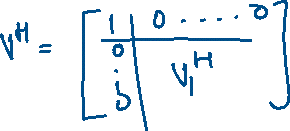 V^H = [ 1 | 0 · · · · 0
0 |
⋮ | V_1^H
0 | ]